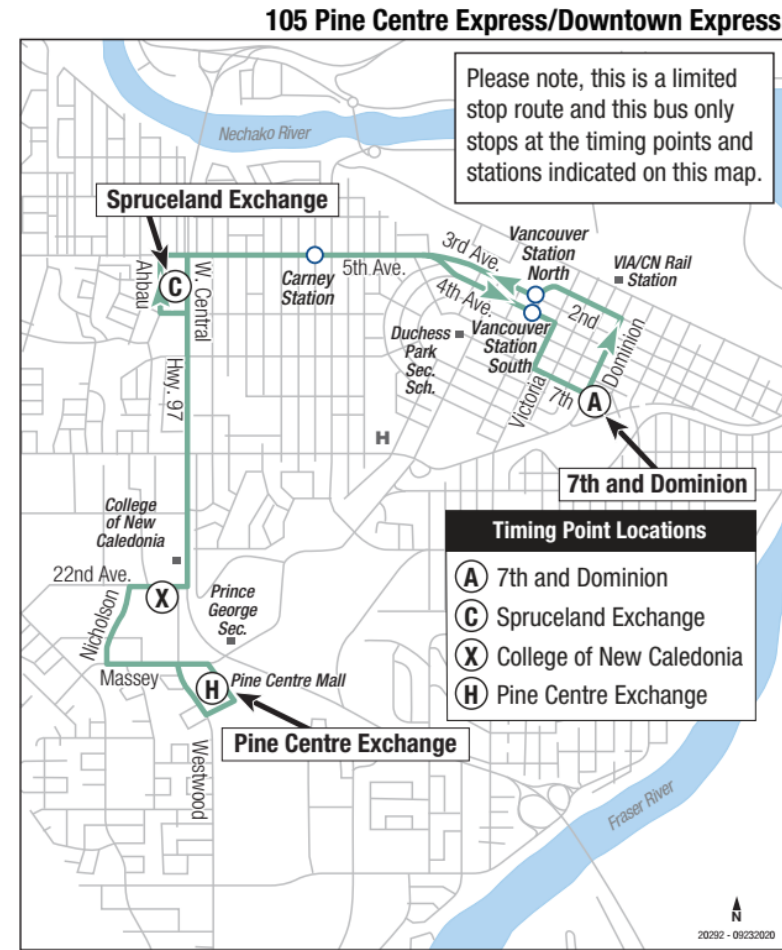 105 Pine Centre Express/Downtown Express
Please note, this is a limited
stop route and this bus only
stops at the timing points and
stations indicated on this map.
Nechako River
Spruceland Exchange
Ahbau
C
W. Central
Carney
Station
5th Ave.
3rd Ave.
4th Ave.
Vancouver
Station
North
VIA/CN Rail
Station
2nd
Duchess
Park
Sec.
Sch.
Vancouver
Station
South
Victoria
7th
Dominion
A
Hwy. 97
H
7th and Dominion
College
of New
Caledonia
22nd Ave.
X
Nicholson
Prince
George
Sec.
Massey
H
Pine Centre Mall
Pine Centre Exchange
Westwood
Timing Point Locations
A 7th and Dominion
C Spruceland Exchange
X College of New Caledonia
H Pine Centre Exchange
Fraser River
N
20292 - 09232020